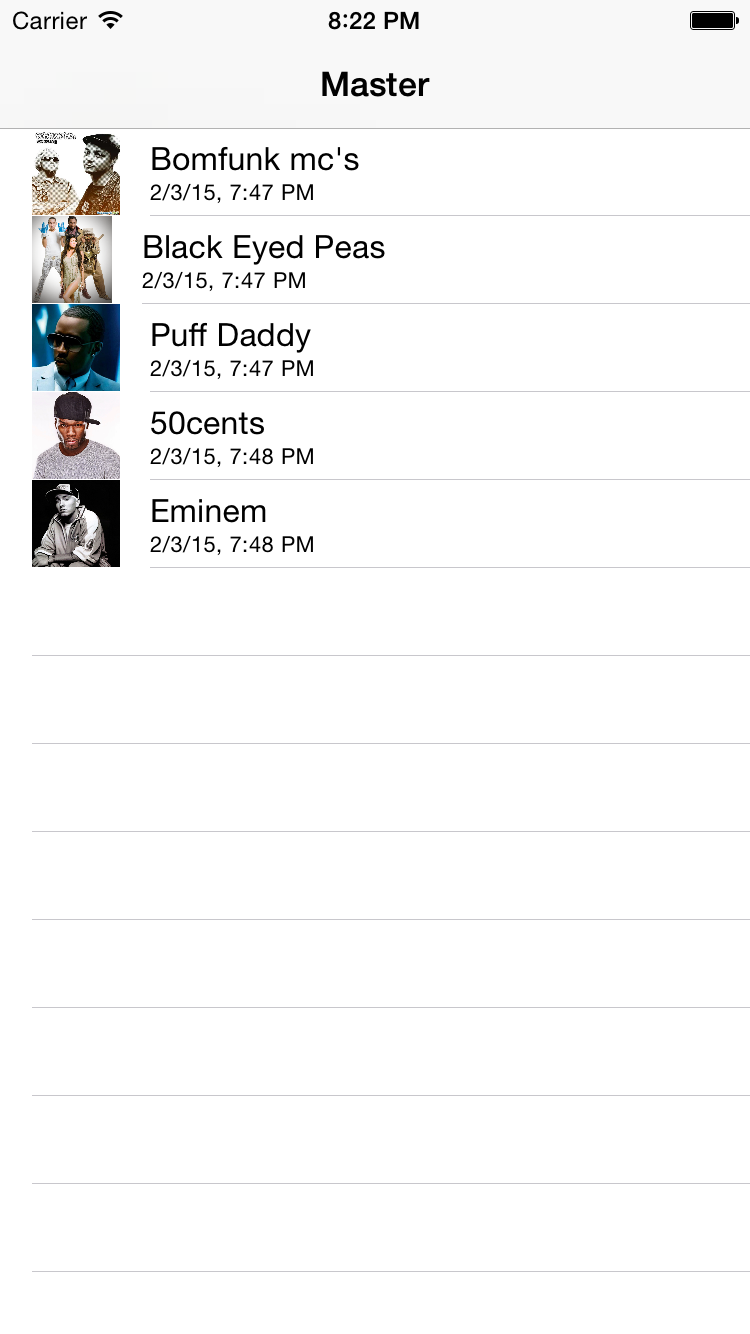 Carrier 8:22 PM
Master
Bomfunk mc's
2/3/15, 7:47 PM
Black Eyed Peas
2/3/15, 7:47 PM
Puff Daddy
2/3/15, 7:47 PM
50cents
2/3/15, 7:48 PM
Eminem
2/3/15, 7:48 PM